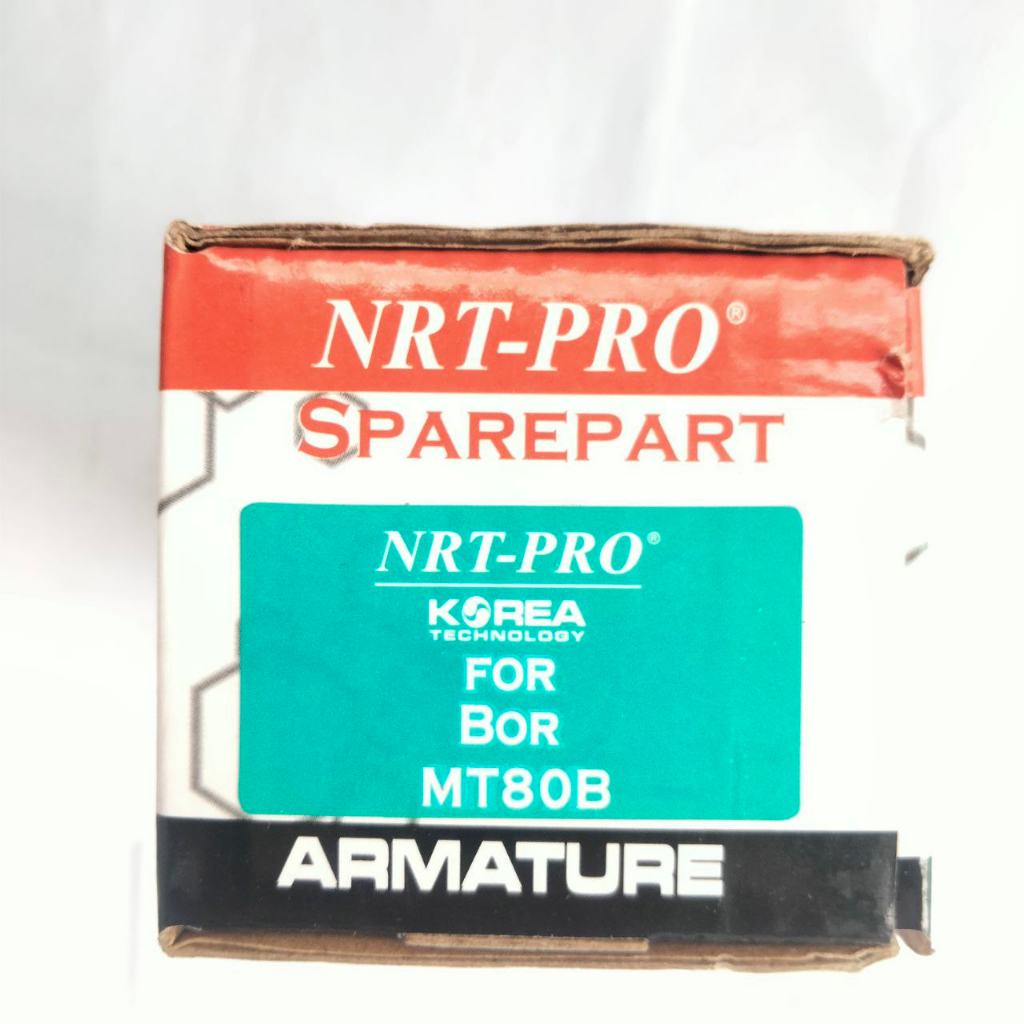 NRT-PRO®
SPAREPART
NRT-PRO®
KOREA
TECHNOLOGY
FOR
BOR
MT80B
ARMATURE